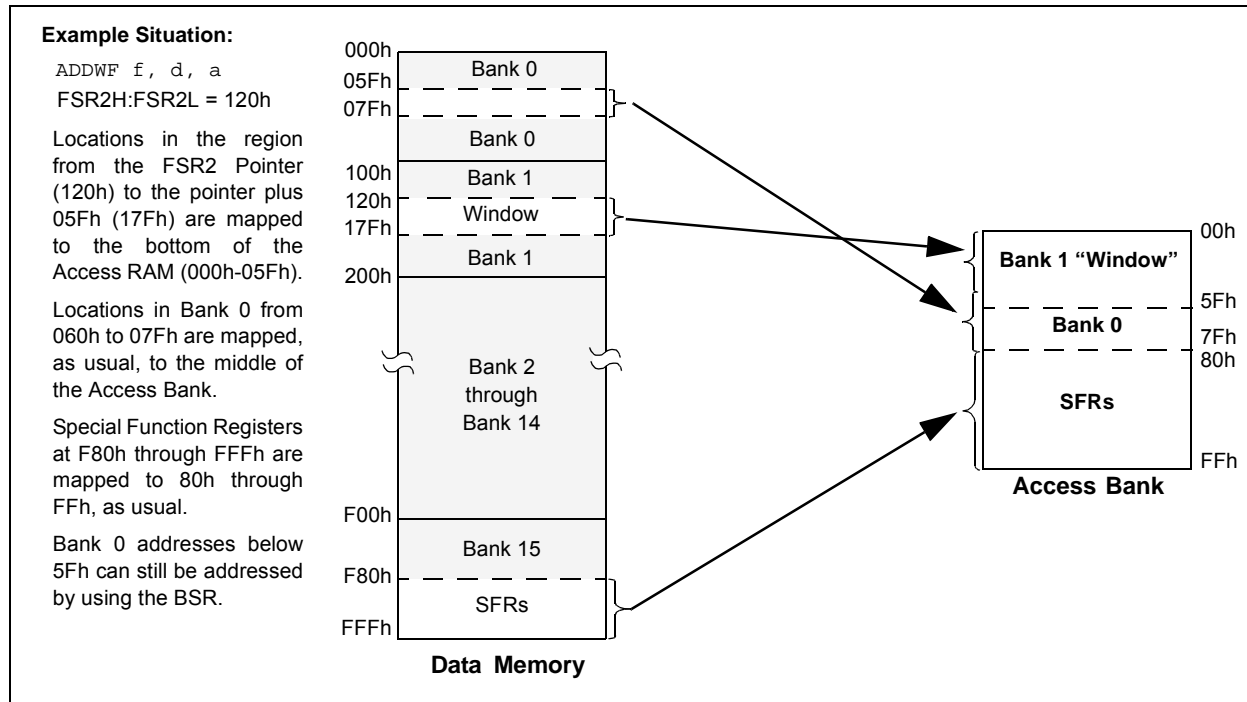 Example Situation:
ADDWF f, d, a
FSR2H:FSR2L = 120h
Locations in the region
from the FSR2 Pointer
(120h) to the pointer plus
05Fh (17Fh) are mapped
to the bottom of the
Access RAM (000h-05Fh).
Locations in Bank 0 from
060h to 07Fh are mapped,
as usual, to the middle of
the Access Bank.
Special Function Registers
at F80h through FFFh are
mapped to 80h through
FFh, as usual.
Bank 0 addresses below
5Fh can still be addressed
by using the BSR.
000h
Bank 0
05Fh
07Fh
Bank 0
100h
Bank 1
120h
Window
17Fh
Bank 1
200h
Bank 2
through
Bank 14
F00h
Bank 15
F80h
SFRs
FFFh
Data Memory
00h
Bank 1 “Window”
5Fh
Bank 0
7Fh
80h
SFRs
FFh
Access Bank